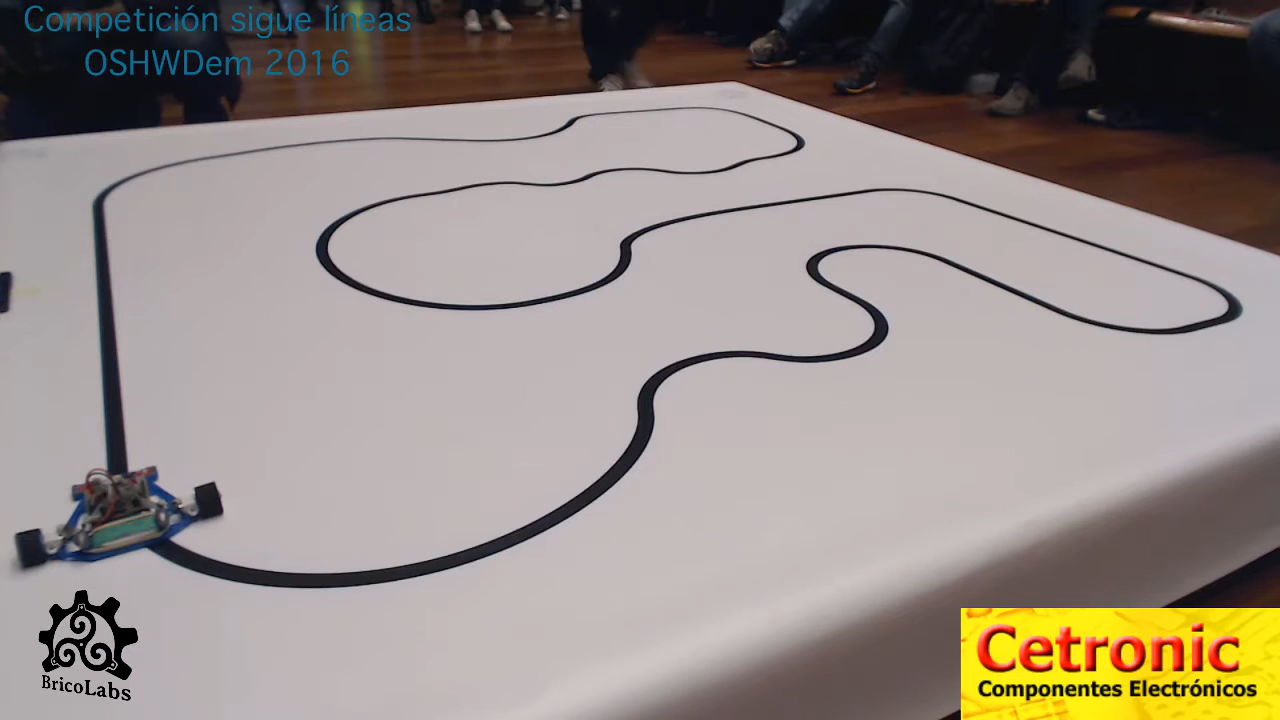 Competición sigue líneas
OSHWDem 2016
BricoLabs
Cetronic
Componentes Electrónicos